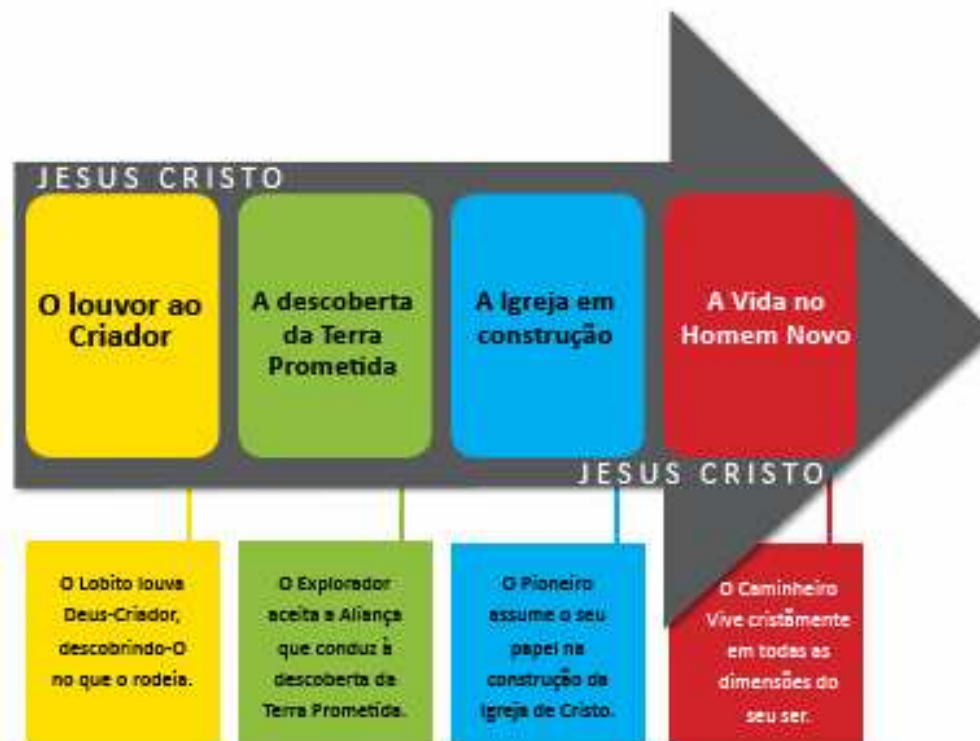 JESUS CRISTO
O louvor ao
Criador
A descoberta
da Terra
Prometida
A Igreja em
construção
A Vida no
Homem Novo
JESUS CRISTO
O Lobito louva
Deus-Criador,
descobrindo-O
no que o rodeia.
O Explorador
aceita a Aliança
que conduz à
descoberta da
Terra Prometida.
O Pioneiro
assume o seu
papel na
construção da
Igreja de Cristo.
O Caminheiro
Vive cristãmente
em todas as
dimensões do
seu ser.